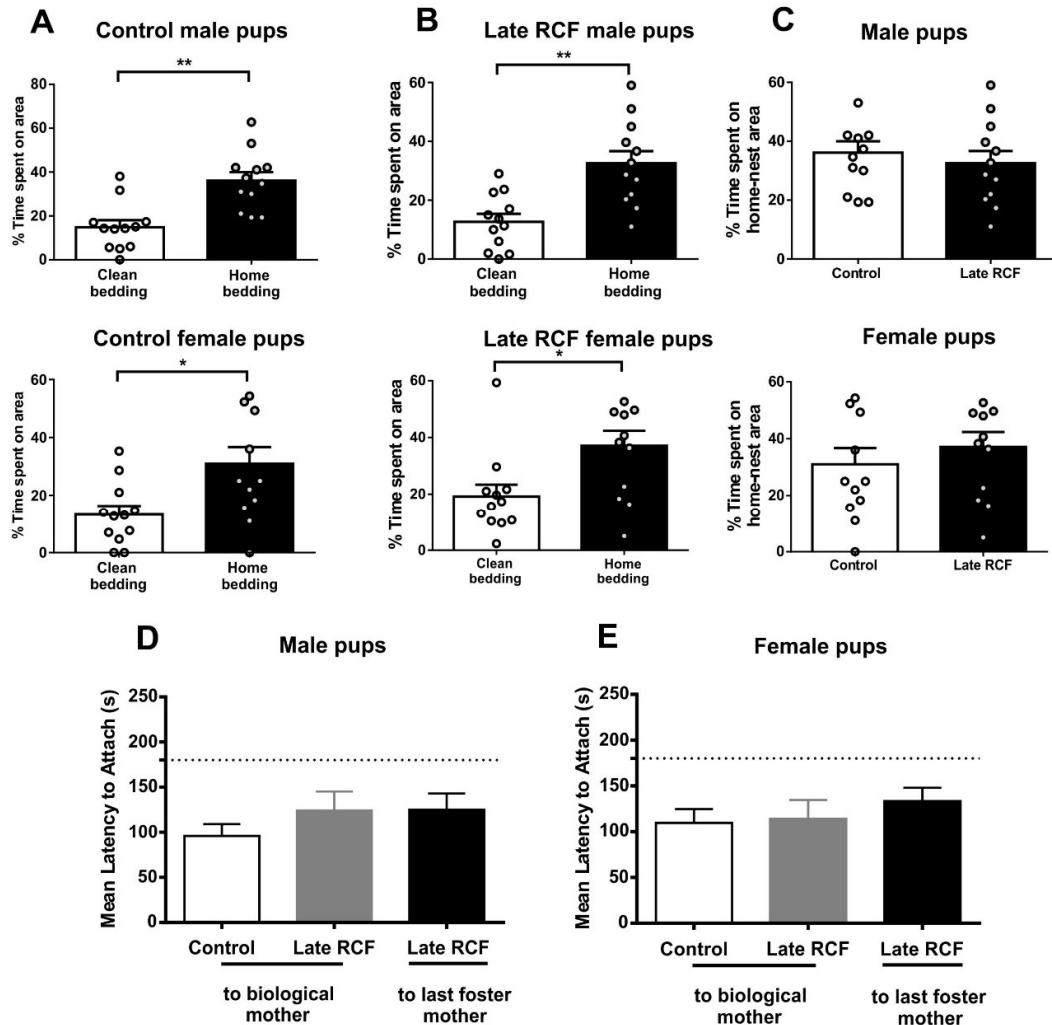 A
Control male pups
**
% Time spent on area
80
60
40
20
0
Clean
bedding
Home
bedding
B
Late RCF male pups
**
% Time spent on area
60
40
20
0
Clean
bedding
Home
bedding
C
Male pups
% Time spent on
home-nest area
60
40
20
0
Control
Late RCF
Control female pups
*
% Time spent on area
60
40
20
0
Clean
bedding
Home
bedding
Late RCF female pups
*
% Time spent on area
60
40
20
0
Clean
bedding
Home
bedding
Female pups
% Time spent on
home-nest area
60
40
20
0
Control
Late RCF
D
Male pups
Mean Latency to Attach (s)
250
200
150
100
50
0
Control
Late RCF
Late RCF
to biological
mother
to last foster
mother
E
Female pups
Mean Latency to Attach (s)
250
200
150
100
50
0
Control
Late RCF
Late RCF
to biological
mother
to last foster
mother